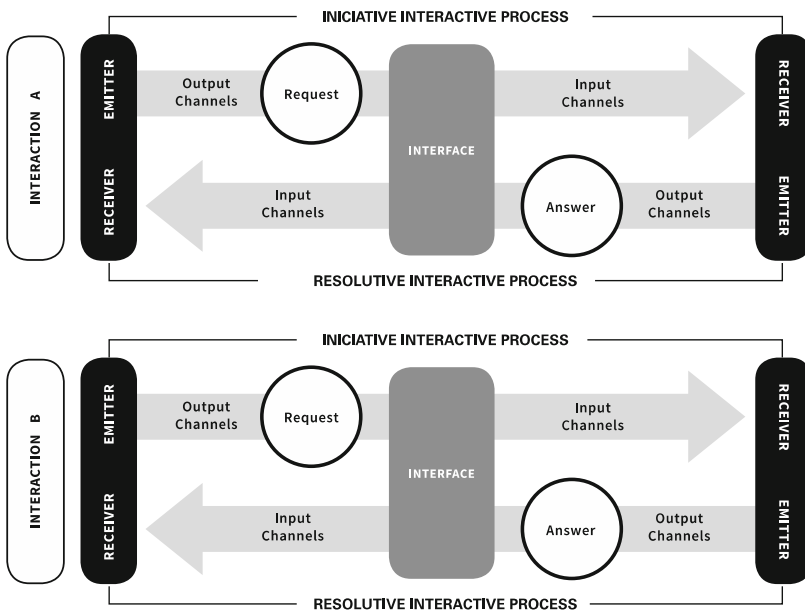 INICIATIVE INTERACTIVE PROCESS
INTERACTION A
EMITTER
Output
Channels
Request
INTERFACE
Input
Channels
RECEIVER
RECEIVER
Input
Channels
Answer
Output
Channels
EMITTER
RESOLUTIVE INTERACTIVE PROCESS
INICIATIVE INTERACTIVE PROCESS
INTERACTION B
EMITTER
Output
Channels
Request
INTERFACE
Input
Channels
RECEIVER
RECEIVER
Input
Channels
Answer
Output
Channels
EMITTER
RESOLUTIVE INTERACTIVE PROCESS